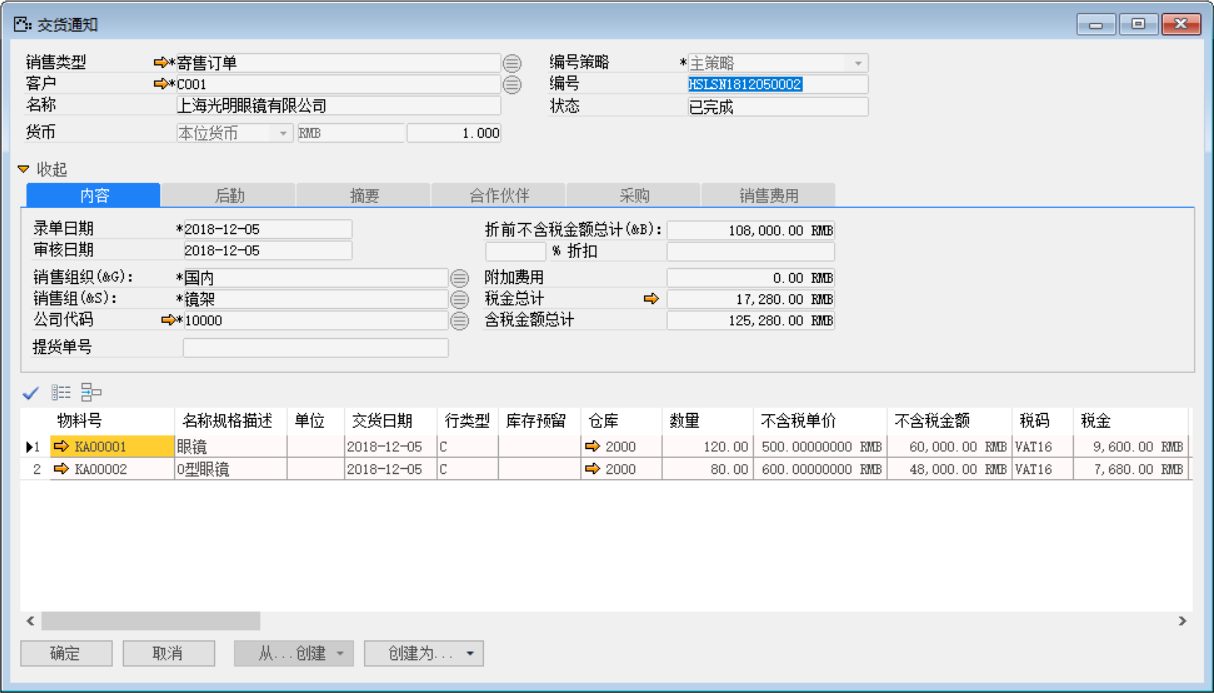 交货通知
销售类型 *寄售订单 编号策略 *主策略
客户 *C001 编号 HSLSN1812050002
名称 上海光明眼镜有限公司 状态 已完成
货币 本位货币 RMB 1.000
收起
内容 后勤 摘要 合作伙伴 采购 销售费用
录单日期 *2018-12-05 折前不含税金额总计(&B): 108,000.00 RMB
审核日期 2018-12-05 % 折扣
销售组织(&G): *国内 附加费用 0.00 RMB
销售组(&S): *镜架 税金总计 17,280.00 RMB
公司代码 *10000 含税金额总计 125,280.00 RMB
提货单号
物料号 名称规格描述 单位 交货日期 行类型 库存预留 仓库 数量 不含税单价 不含税金额 税码 税金
1 KA00001 眼镜 2018-12-05 C 2000 120.00 500.00000000 RMB 60,000.00 RMB VAT16 9,600.00 RMB
2 KA00002 O型眼镜 2018-12-05 C 2000 80.00 600.00000000 RMB 48,000.00 RMB VAT16 7,680.00 RMB
确定 取消 从...创建 创建为...